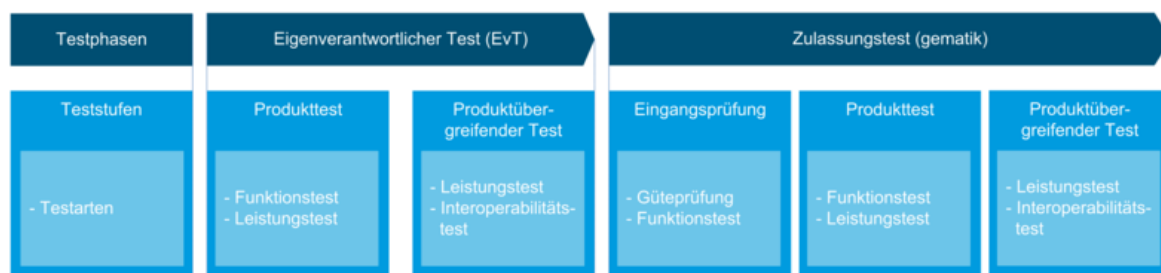 Testphasen
Eigenverantwortlicher Test (EvT)
Zulassungstest (gematik)
Teststufen
- Testarten
Produkttest
- Funktionstest
- Leistungstest
Produktüber-
greifender Test
- Leistungstest
- Interoperabilitäts-
test
Eingangsprüfung
- Güteprüfung
- Funktionstest
Produkttest
- Funktionstest
- Leistungstest
Produktüber-
greifender Test
- Leistungstest
- Interoperabilitäts-
test